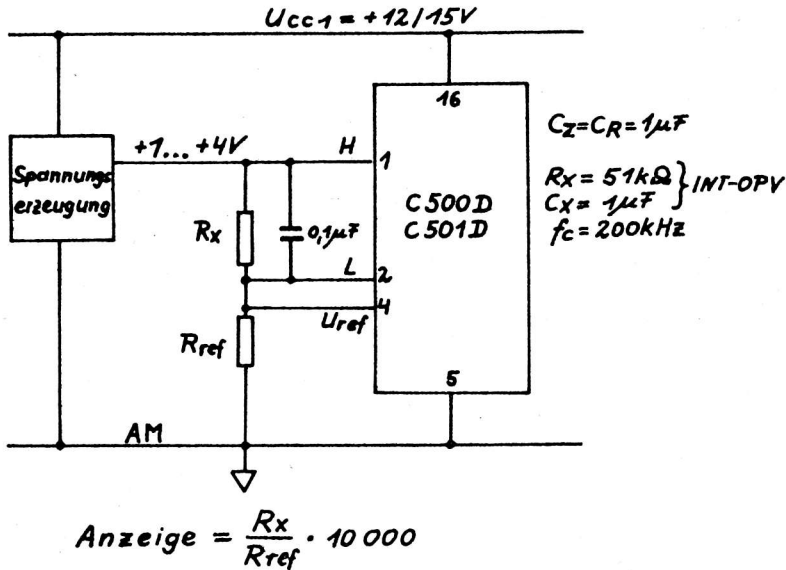 Ucc1 = +12/15V
16
+1... +4V
H
1
Spannungs
erzeugung
C500D
C501D
Cz=CR=1µF
Rx = 51kΩ
Cx = 1µF
}INT-OPV
fc = 200kHz
Rx
0,1µF
L
2
4
Uref
Rref
5
AM
Anzeige = Rx/Rref · 10 000